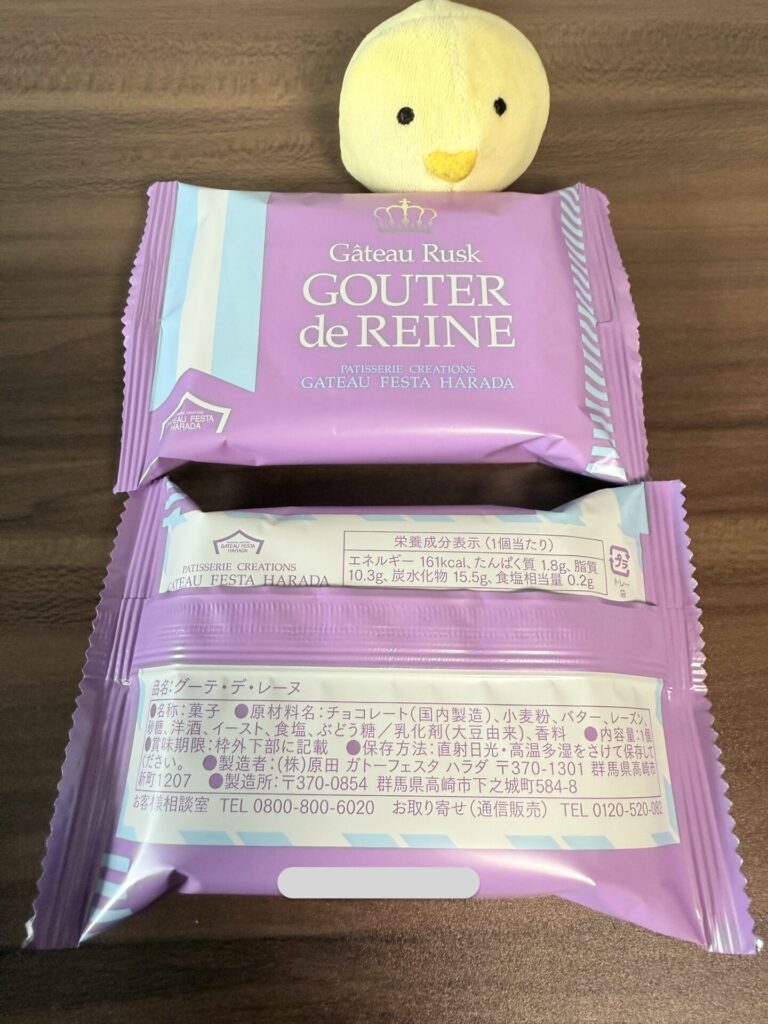 Gâteau Rusk
GOUTER
de REINE
PATISSERIE CREATIONS
GATEAU FESTA HARADA
GATEAU FESTA
HARADA
GATEAU FESTA
HARADA
PATISSERIE CREATIONS
GATEAU FESTA HARADA
栄養成分表示 (1個当たり)
エネルギー 161kcal、たんぱく質 1.8g、脂質
10.3g、炭水化物 15.5g、食塩相当量 0.2g
プラ
トレー
袋
品名:グーテ・デ・レーヌ
●名称:菓子 ●原材料名:チョコレート(国内製造)、小麦粉、バター、レーズン、
砂糖、洋酒、イースト、食塩、ぶどう糖/乳化剤(大豆由来)、香料 ●内容量:1個
●賞味期限:枠外下部に記載 ●保存方法:直射日光・高温多湿をさけて保存して
ください。 ●製造者:(株)原田 ガトーフェスタ ハラダ 〒370-1301 群馬県高崎市
新町1207 ●製造所:〒370-0854 群馬県高崎市下之城町584-8
お客様相談室 TEL 0800-800-6020 お取り寄せ(通信販売) TEL 0120-520-082